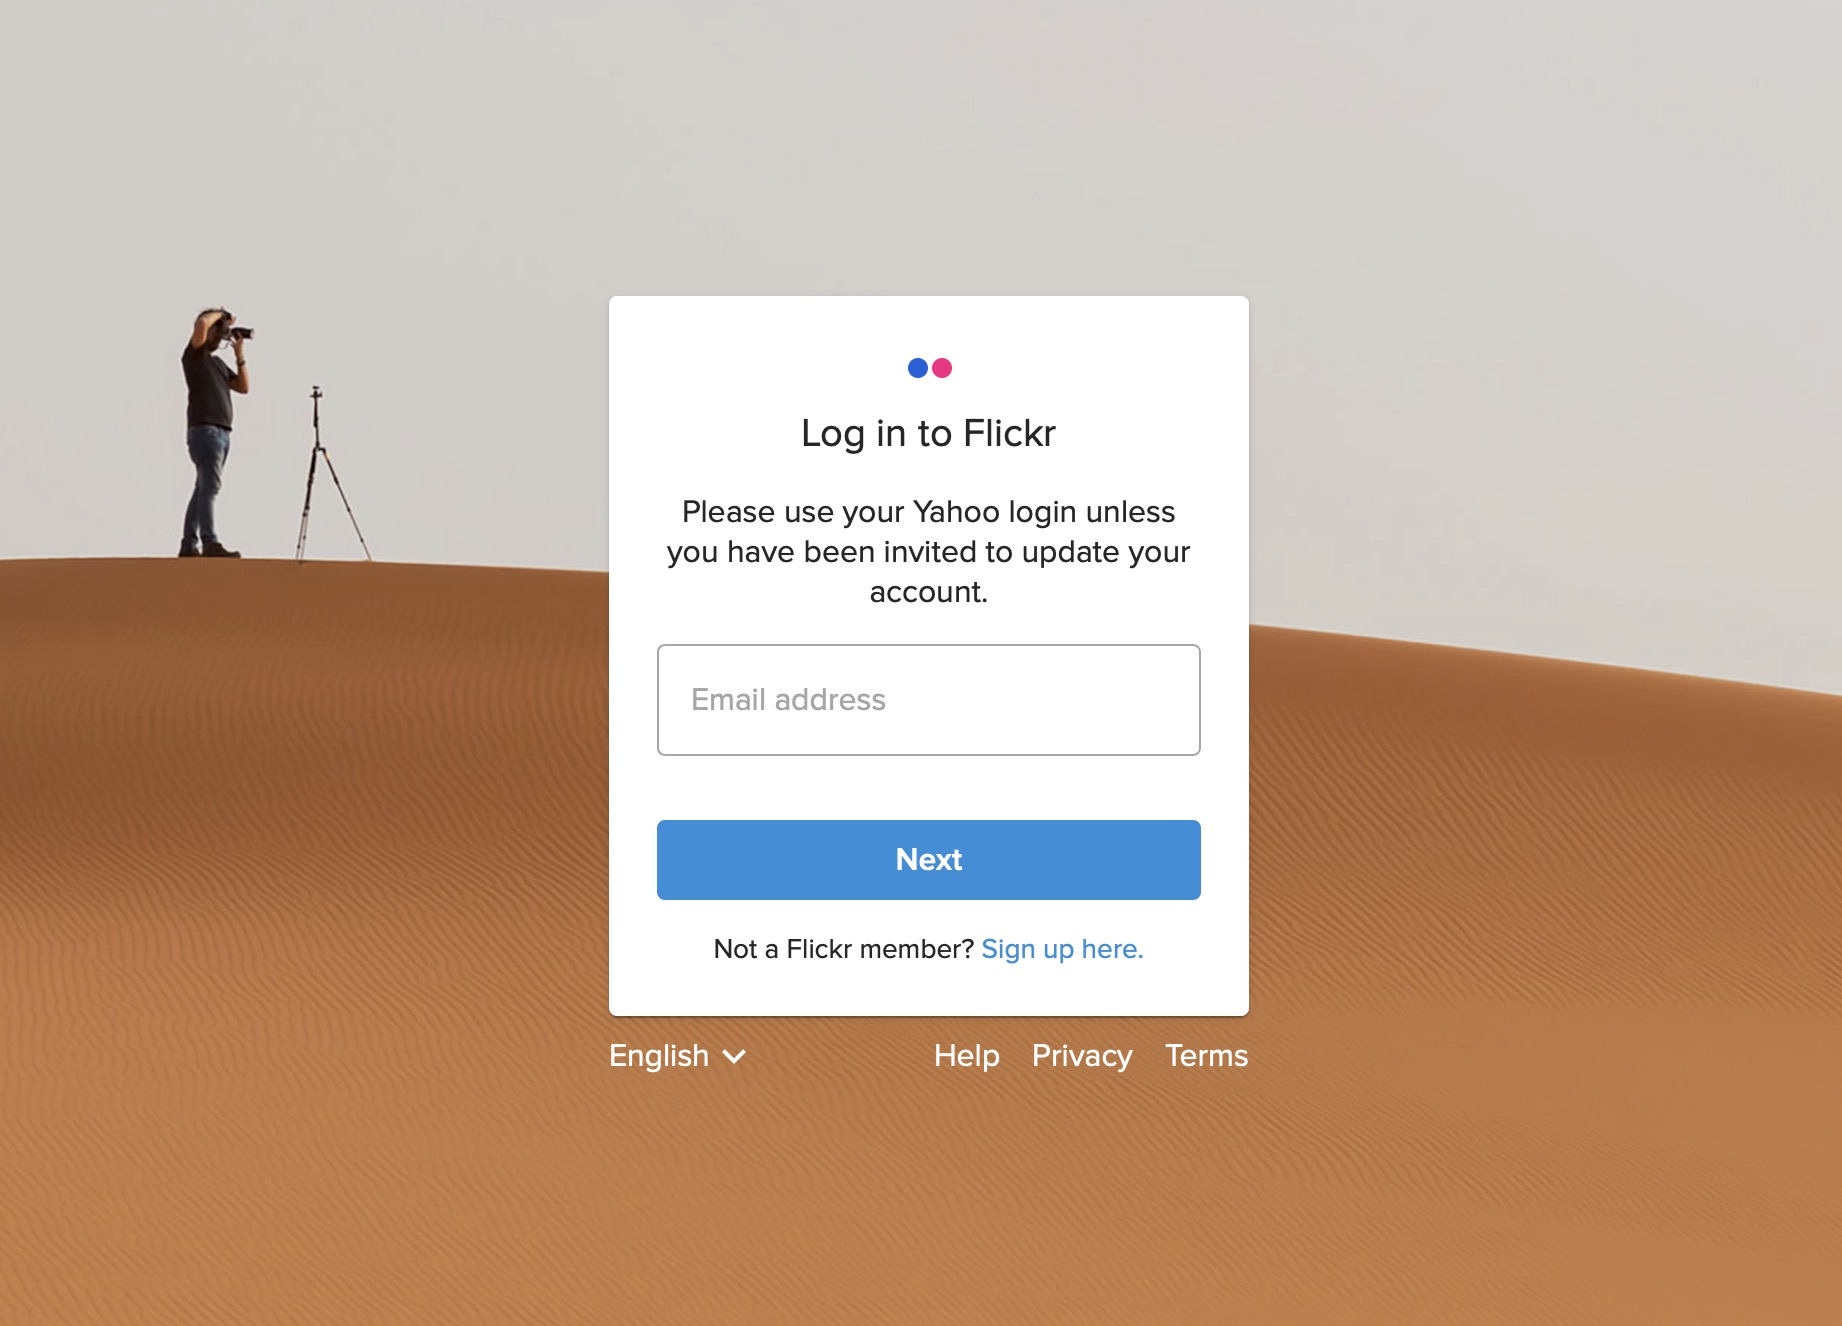 Log in to Flickr
Please use your Yahoo login unless
you have been invited to update your
account.
Email address
Next
Not a Flickr member? Sign up here.
English Help Privacy Terms